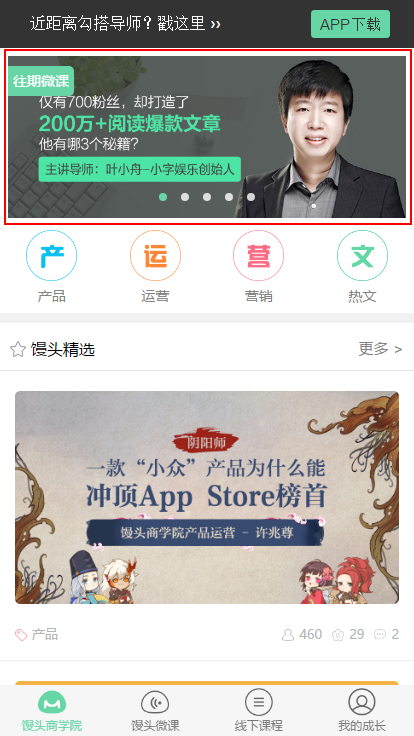 近距离勾搭导师？戳这里 ››
APP下载
往期微课
仅有700粉丝，却打造了
200万+阅读爆款文章
他有哪3个秘籍？
主讲导师：叶小舟-小字娱乐创始人
产 运 营 文
产品 运营 营销 热文
馒头精选
更多 >
阴阳师
一款“小众”产品为什么能
冲顶App Store榜首
馒头商学院产品运营 - 许兆尊
产品
460 29 2
馒头商学院 馒头微课 线下课程 我的成长